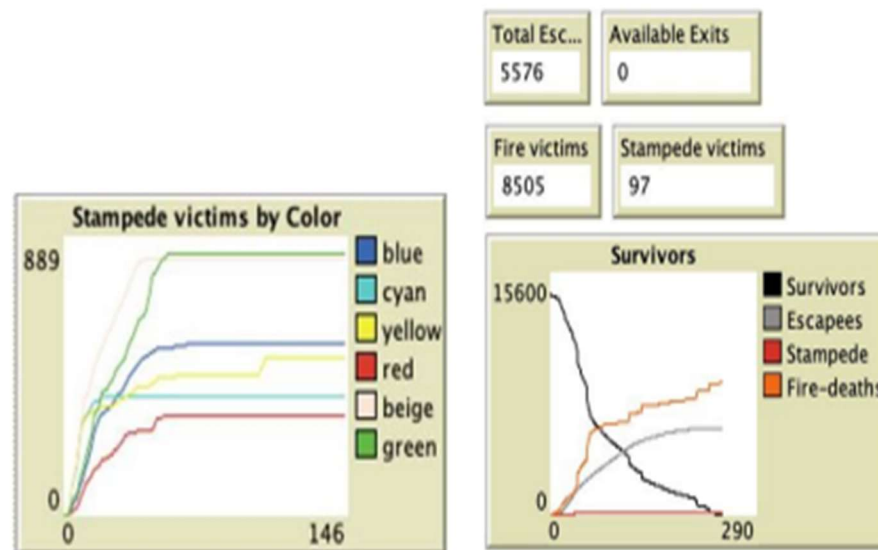 Total Esc...
5576
Available Exits
0
Fire victims
8505
Stampede victims
97
Stampede victims by Color
889
0
0
146
blue
cyan
yellow
red
beige
green
Survivors
15600
0
0
290
Survivors
Escapees
Stampede
Fire-deaths